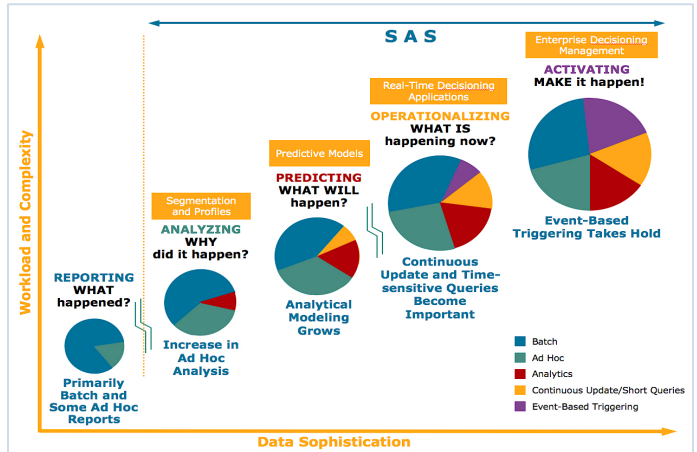 SAS
Enterprise Decisioning
Management
ACTIVATING
MAKE it happen!
Real-Time Decisioning
Applications
OPERATIONALIZING
WHAT IS
happening now?
Predictive Models
PREDICTING
WHAT WILL
happen?
Segmentation
and Profiles
ANALYZING
WHY
did it happen?
REPORTING
WHAT
happened?
Primarily
Batch and
Some Ad Hoc
Reports
Increase in
Ad Hoc
Analysis
Analytical
Modeling
Grows
Continuous
Update and Time-
sensitive Queries
Become
Important
Event-Based
Triggering Takes Hold
Batch
Ad Hoc
Analytics
Continuous Update/Short Queries
Event-Based Triggering
Workload and Complexity
Data Sophistication